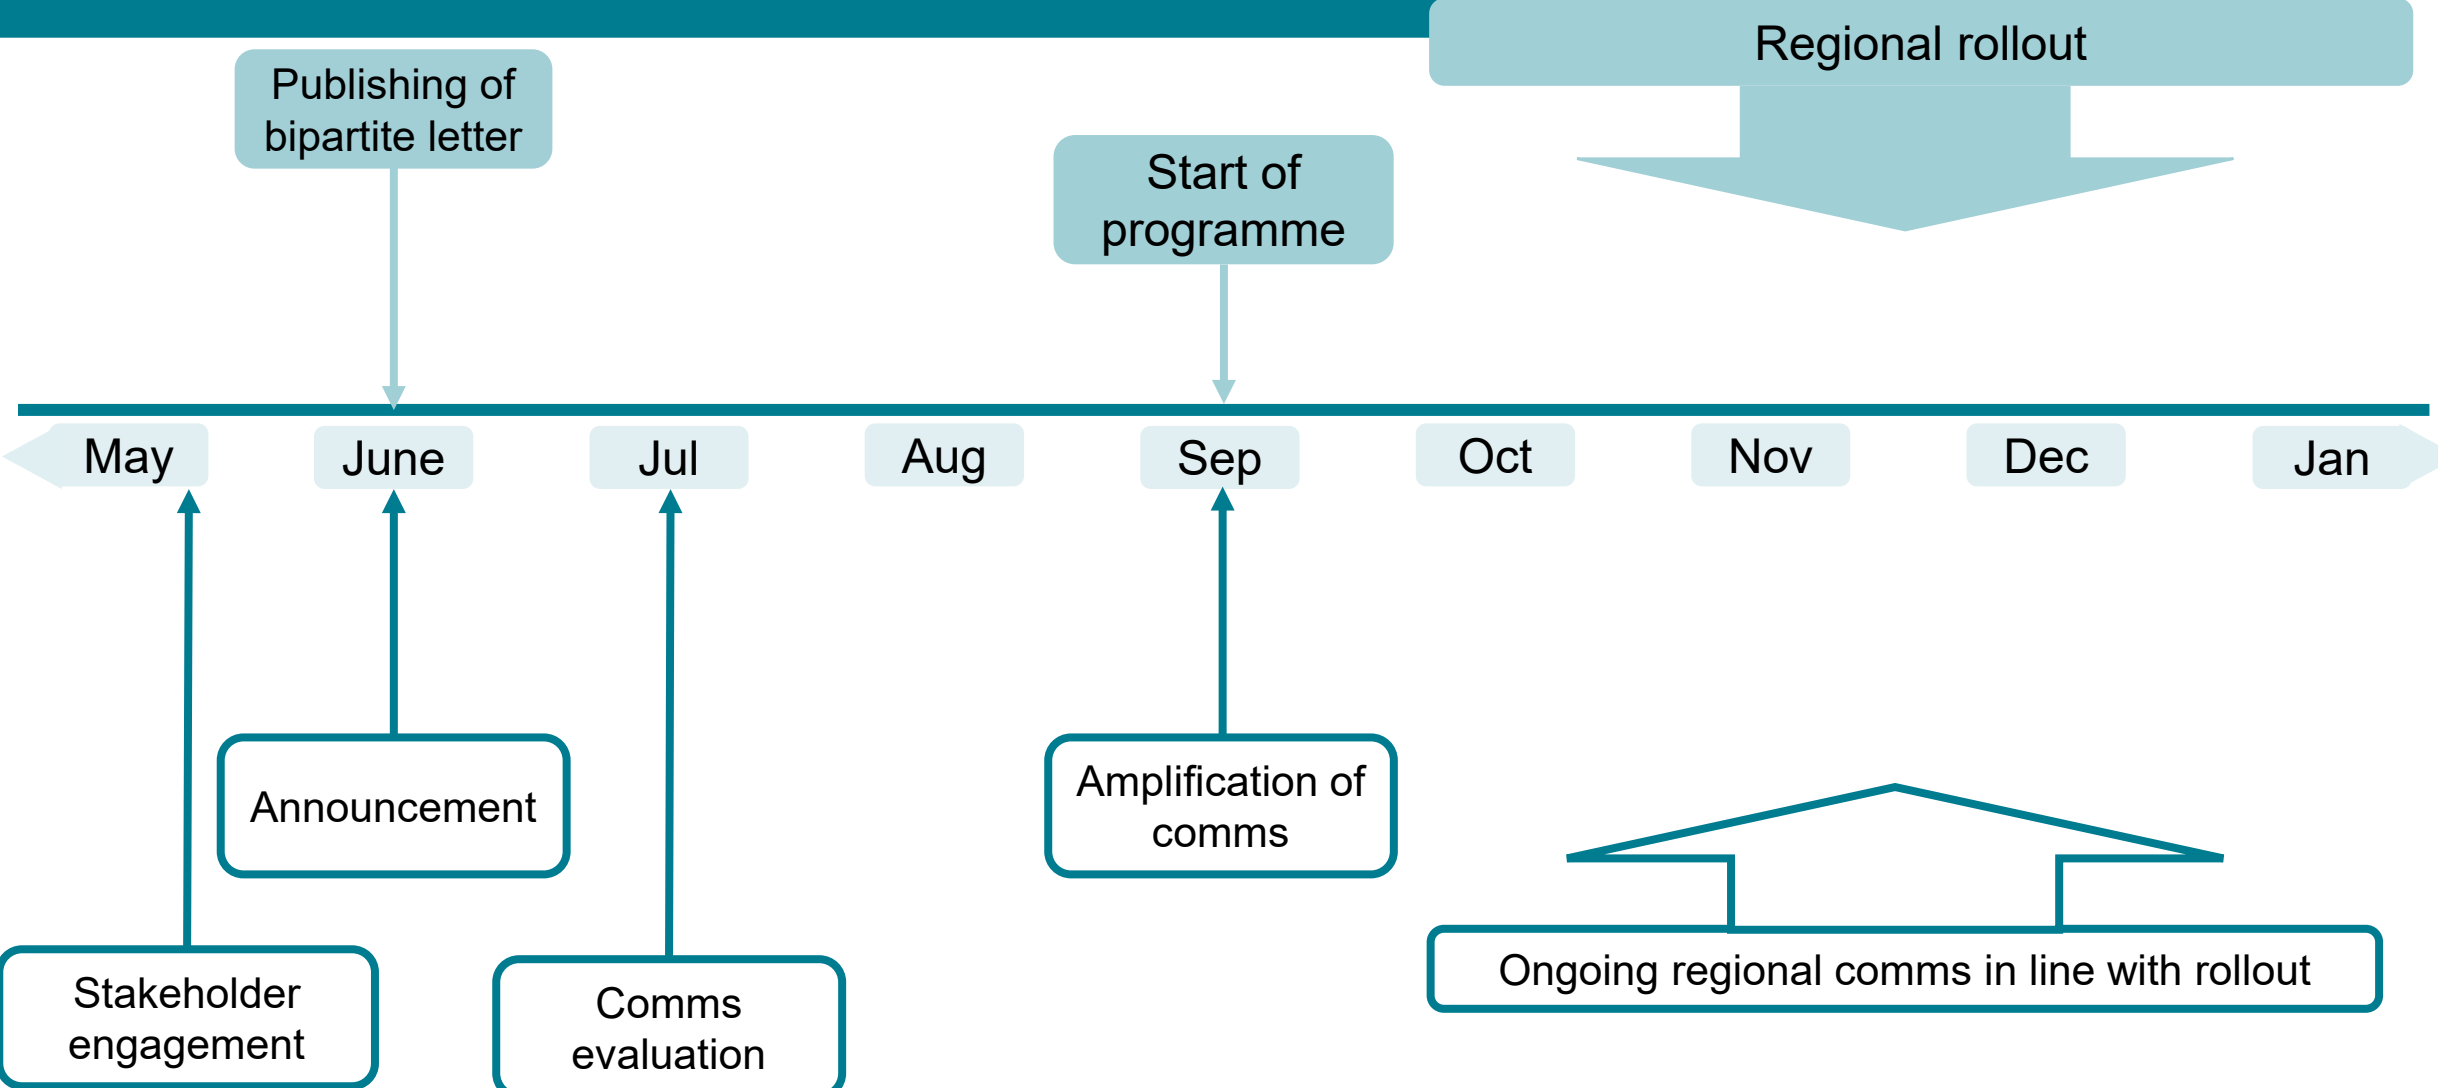 Regional rollout
Publishing of
bipartite letter
Start of
programme
May
June
Jul
Aug
Sep
Oct
Nov
Dec
Jan
Announcement
Amplification of
comms
Stakeholder
engagement
Comms
evaluation
Ongoing regional comms in line with rollout